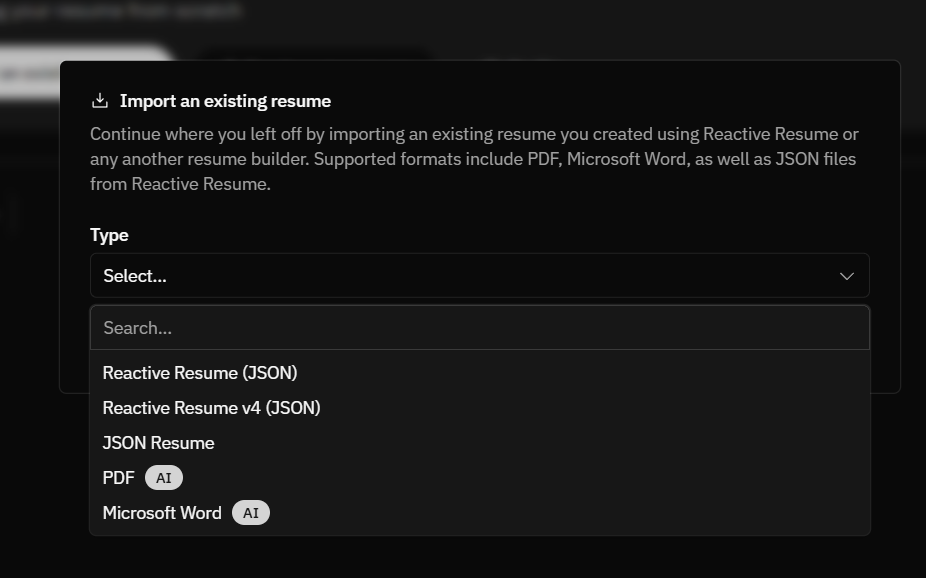 your resume from scratch
Import an existing resume
Continue where you left off by importing an existing resume you created using Reactive Resume or
any another resume builder. Supported formats include PDF, Microsoft Word, as well as JSON files
from Reactive Resume.
Type
Select...
Search...
Reactive Resume (JSON)
Reactive Resume v4 (JSON)
JSON Resume
PDF AI
Microsoft Word AI